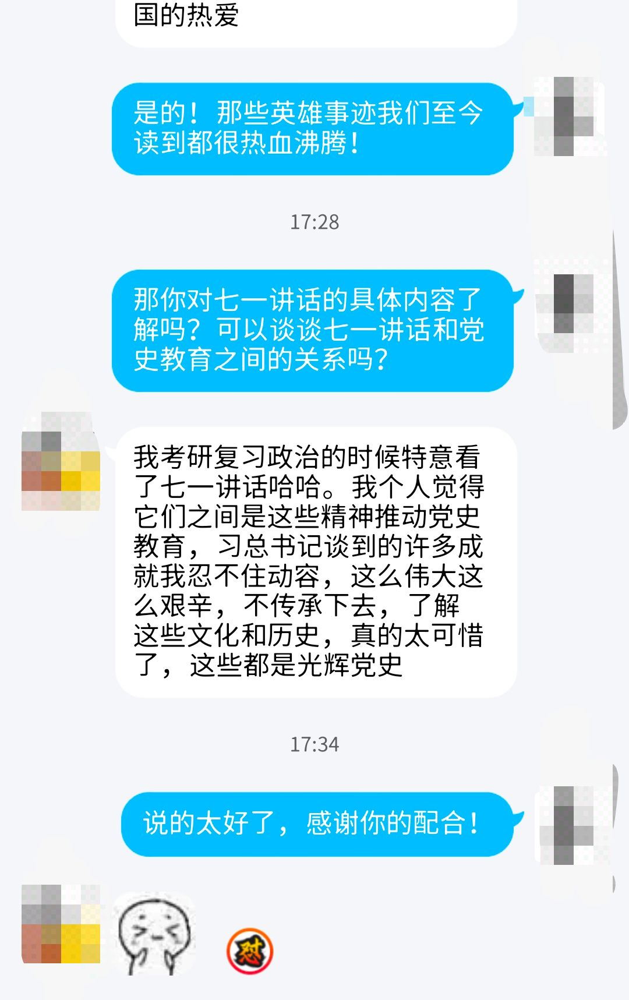 国的热爱
是的！那些英雄事迹我们至今
读到都很热血沸腾！
17:28
那你对七一讲话的具体内容了
解吗？可以谈谈七一讲话和党
史教育之间的关系吗？
我考研复习政治的时候特意看
了七一讲话哈哈。我个人觉得
它们之间是这些精神推动党史
教育，习总书记谈到的许多成
就我忍不住动容，这么伟大这
么艰辛，不传承下去，了解
这些文化和历史，真的太可惜
了，这些都是光辉党史
17:34
说的太好了，感谢你的配合！
怼